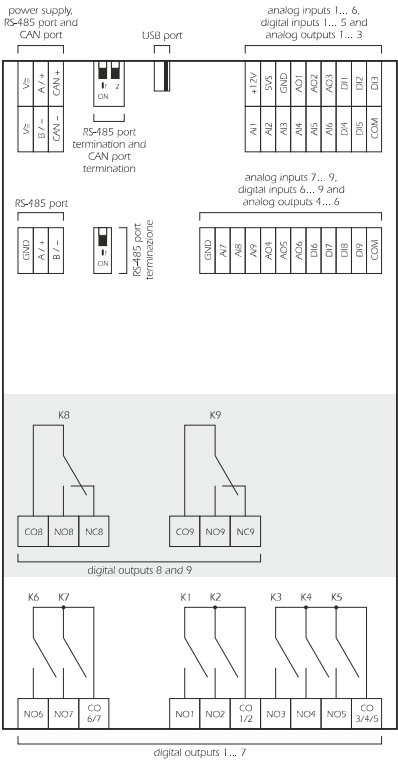 power supply,
RS-485 port and
CAN port
USB port
analog inputs 1... 6,
digital inputs 1... 5 and
analog outputs 1... 3
V≂ A / + CAN +
V≂ B / - CAN -
1 2
ON
RS-485 port
termination and
CAN port
termination
+12V 5VS GND AO1 AO2 AO3 DI1 DI2 DI3
AI1 AI2 AI3 AI4 AI5 AI6 DI4 DI5 COM
analog inputs 7... 9,
digital inputs 6... 9 and
analog outputs 4... 6
RS-485 port
GND A / + B / -
1
ON
RS-485 port
terminazione
GND AI7 AI8 AI9 AO4 AO5 AO6 DI6 DI7 DI8 DI9 COM
K8 K9
CO8 NO8 NC8 CO9 NO9 NC9
digital outputs 8 and 9
K6 K7 K1 K2 K3 K4 K5
NO6 NO7 CO 6/7 NO1 NO2 CO 1/2 NO3 NO4 NO5 CO 3/4/5
digital outputs 1... 7